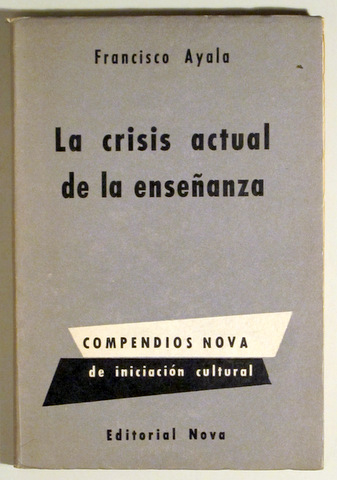 Francisco Ayala
La crisis actual
de la enseñanza
COMPENDIOS NOVA
de iniciación cultural
Editorial Nova